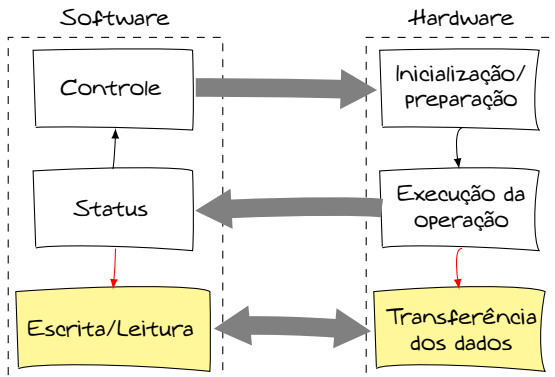 Software
Hardware
Controle
Inicialização/
preparação
Status
Execução da
operação
Escrita/Leitura
Transferência
dos dados